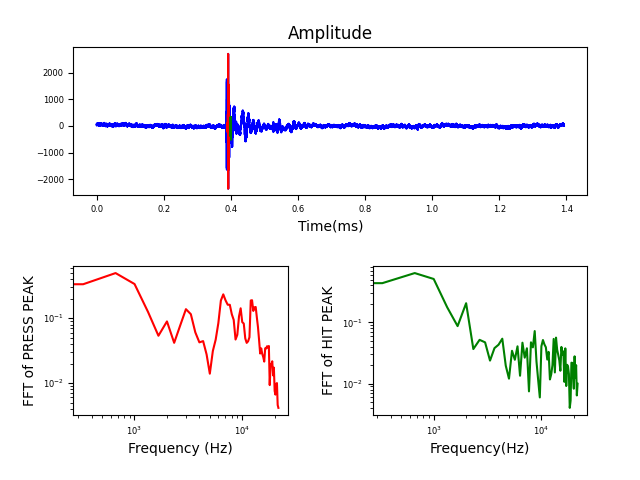 Amplitude
2000
1000
0
−1000
−2000
0.0 0.2 0.4 0.6 0.8 1.0 1.2 1.4
Time(ms)
FFT of PRESS PEAK
10⁻¹
10⁻²
10³ 10⁴
Frequency (Hz)
FFT of HIT PEAK
10⁻¹
10⁻²
10³ 10⁴
Frequency(Hz)